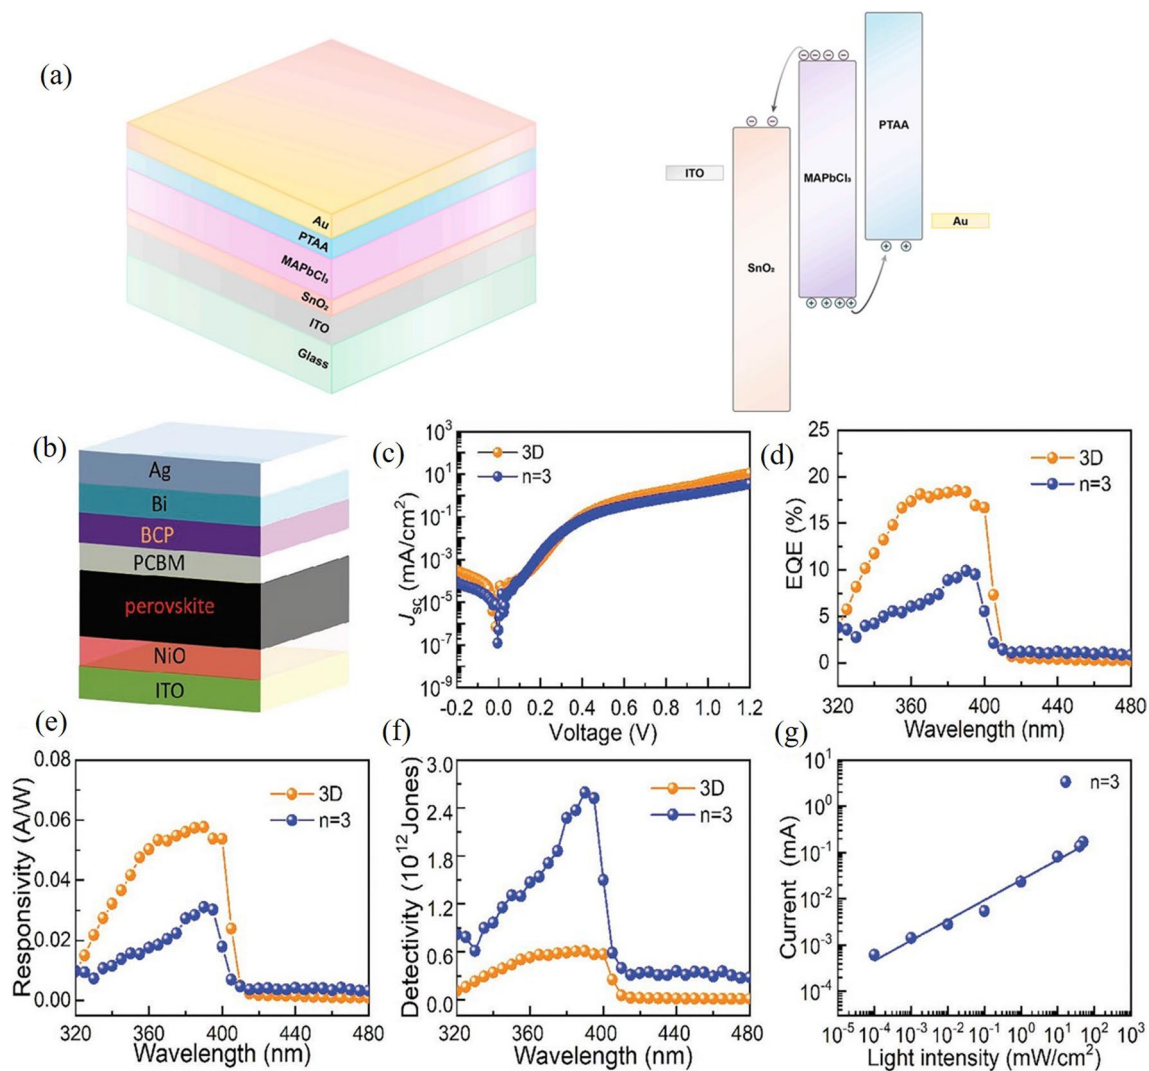 (a)
Au
PTAA
MAPbCl₃
SnO₂
ITO
Glass
ITO
SnO₂
MAPbCl₃
PTAA
Au
(b)
Ag
Bi
BCP
PCBM
perovskite
NiO
ITO
(c)
3D
n=3
10³
10¹
10⁻¹
10⁻³
10⁻⁵
10⁻⁷
10⁻⁹
Jsc (mA/cm²)
-0.2 0.0 0.2 0.4 0.6 0.8 1.0 1.2
Voltage (V)
(d)
3D
n=3
25
20
15
10
5
0
EQE (%)
320 360 400 440 480
Wavelength (nm)
(e)
3D
n=3
0.08
0.06
0.04
0.02
0.00
Responsivity (A/W)
320 360 400 440 480
Wavelength (nm)
(f)
3D
n=3
3.0
2.4
1.8
1.2
0.6
0.0
Detectivity (10¹² Jones)
320 360 400 440 480
Wavelength (nm)
(g)
n=3
10¹
10⁰
10⁻¹
10⁻²
10⁻³
10⁻⁴
Current (mA)
10⁻⁵ 10⁻⁴ 10⁻³ 10⁻² 10⁻¹ 10⁰ 10¹ 10² 10³
Light intensity (mW/cm²)